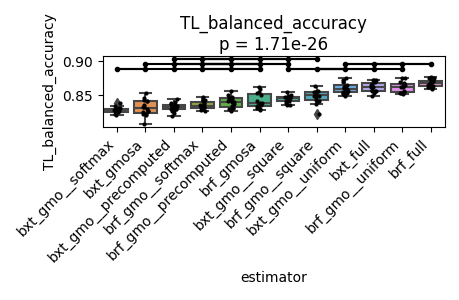 TL_balanced_accuracy
p = 1.71e-26
TL_balanced_accuracy
0.90
0.85
bxt_gmo__softmax
bxt_gmosa
bxt_gmo__precomputed
brf_gmo__softmax
brf_gmo__precomputed
brf_gmosa
bxt_gmo__square
brf_gmo__square
bxt_gmo__uniform
bxt_full
brf_gmo__uniform
brf_full
estimator